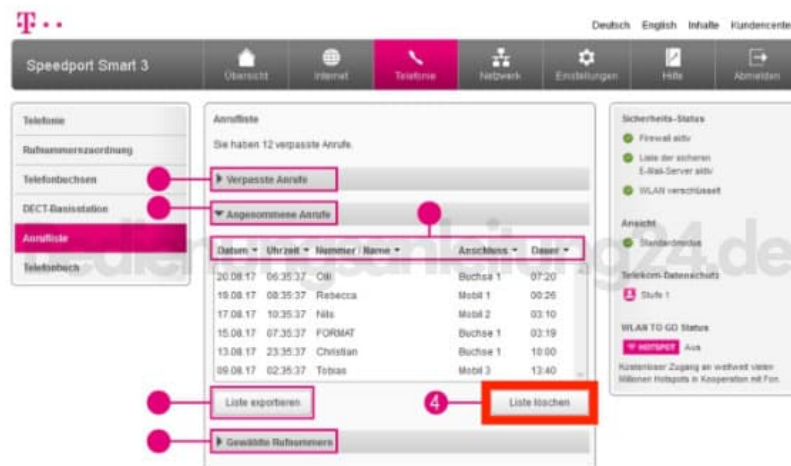 T
Deutsch English Inhalte Kundencenter
Speedport Smart 3
Übersicht Internet Telefonie Netzwerk Einstellungen Hilfe Abmelden
Telefonie
Rufnummernzuordnung
Telefonbuchsen
DECT-Basisstation
Anrufliste
Telefonbuch
Anrufliste
Sie haben 12 verpasste Anrufe.
Verpasste Anrufe
Angenommene Anrufe
Datum Uhrzeit Nummer / Name Anschluss Dauer
20.08.17 06:35:37 Olli Buchse 1 07:20
19.08.17 08:35:37 Rebecca Mobil 1 00:26
17.08.17 10:35:37 Nils Mobil 2 03:10
15.08.17 07:35:37 FORMAT Buchse 1 03:19
13.08.17 23:35:37 Christian Buchse 1 10:00
09.08.17 02:35:37 Tobias Mobil 3 13:40
Liste exportieren
4 Liste löschen
Gewählte Rufnummern
Sicherheits-Status
Firewall aktiv
Liste der sicheren
E-Mail-Server aktiv
WLAN verschlüsselt
Ansicht
Standardmodus
Telekom-Datenschutz
Stufe 1
WLAN TO GO Status
HOTSPOT Aus
Kostenloser Zugang an weltweit vielen
Millionen Hotspots in Kooperation mit Fon.
bedienungsanleitung24.de